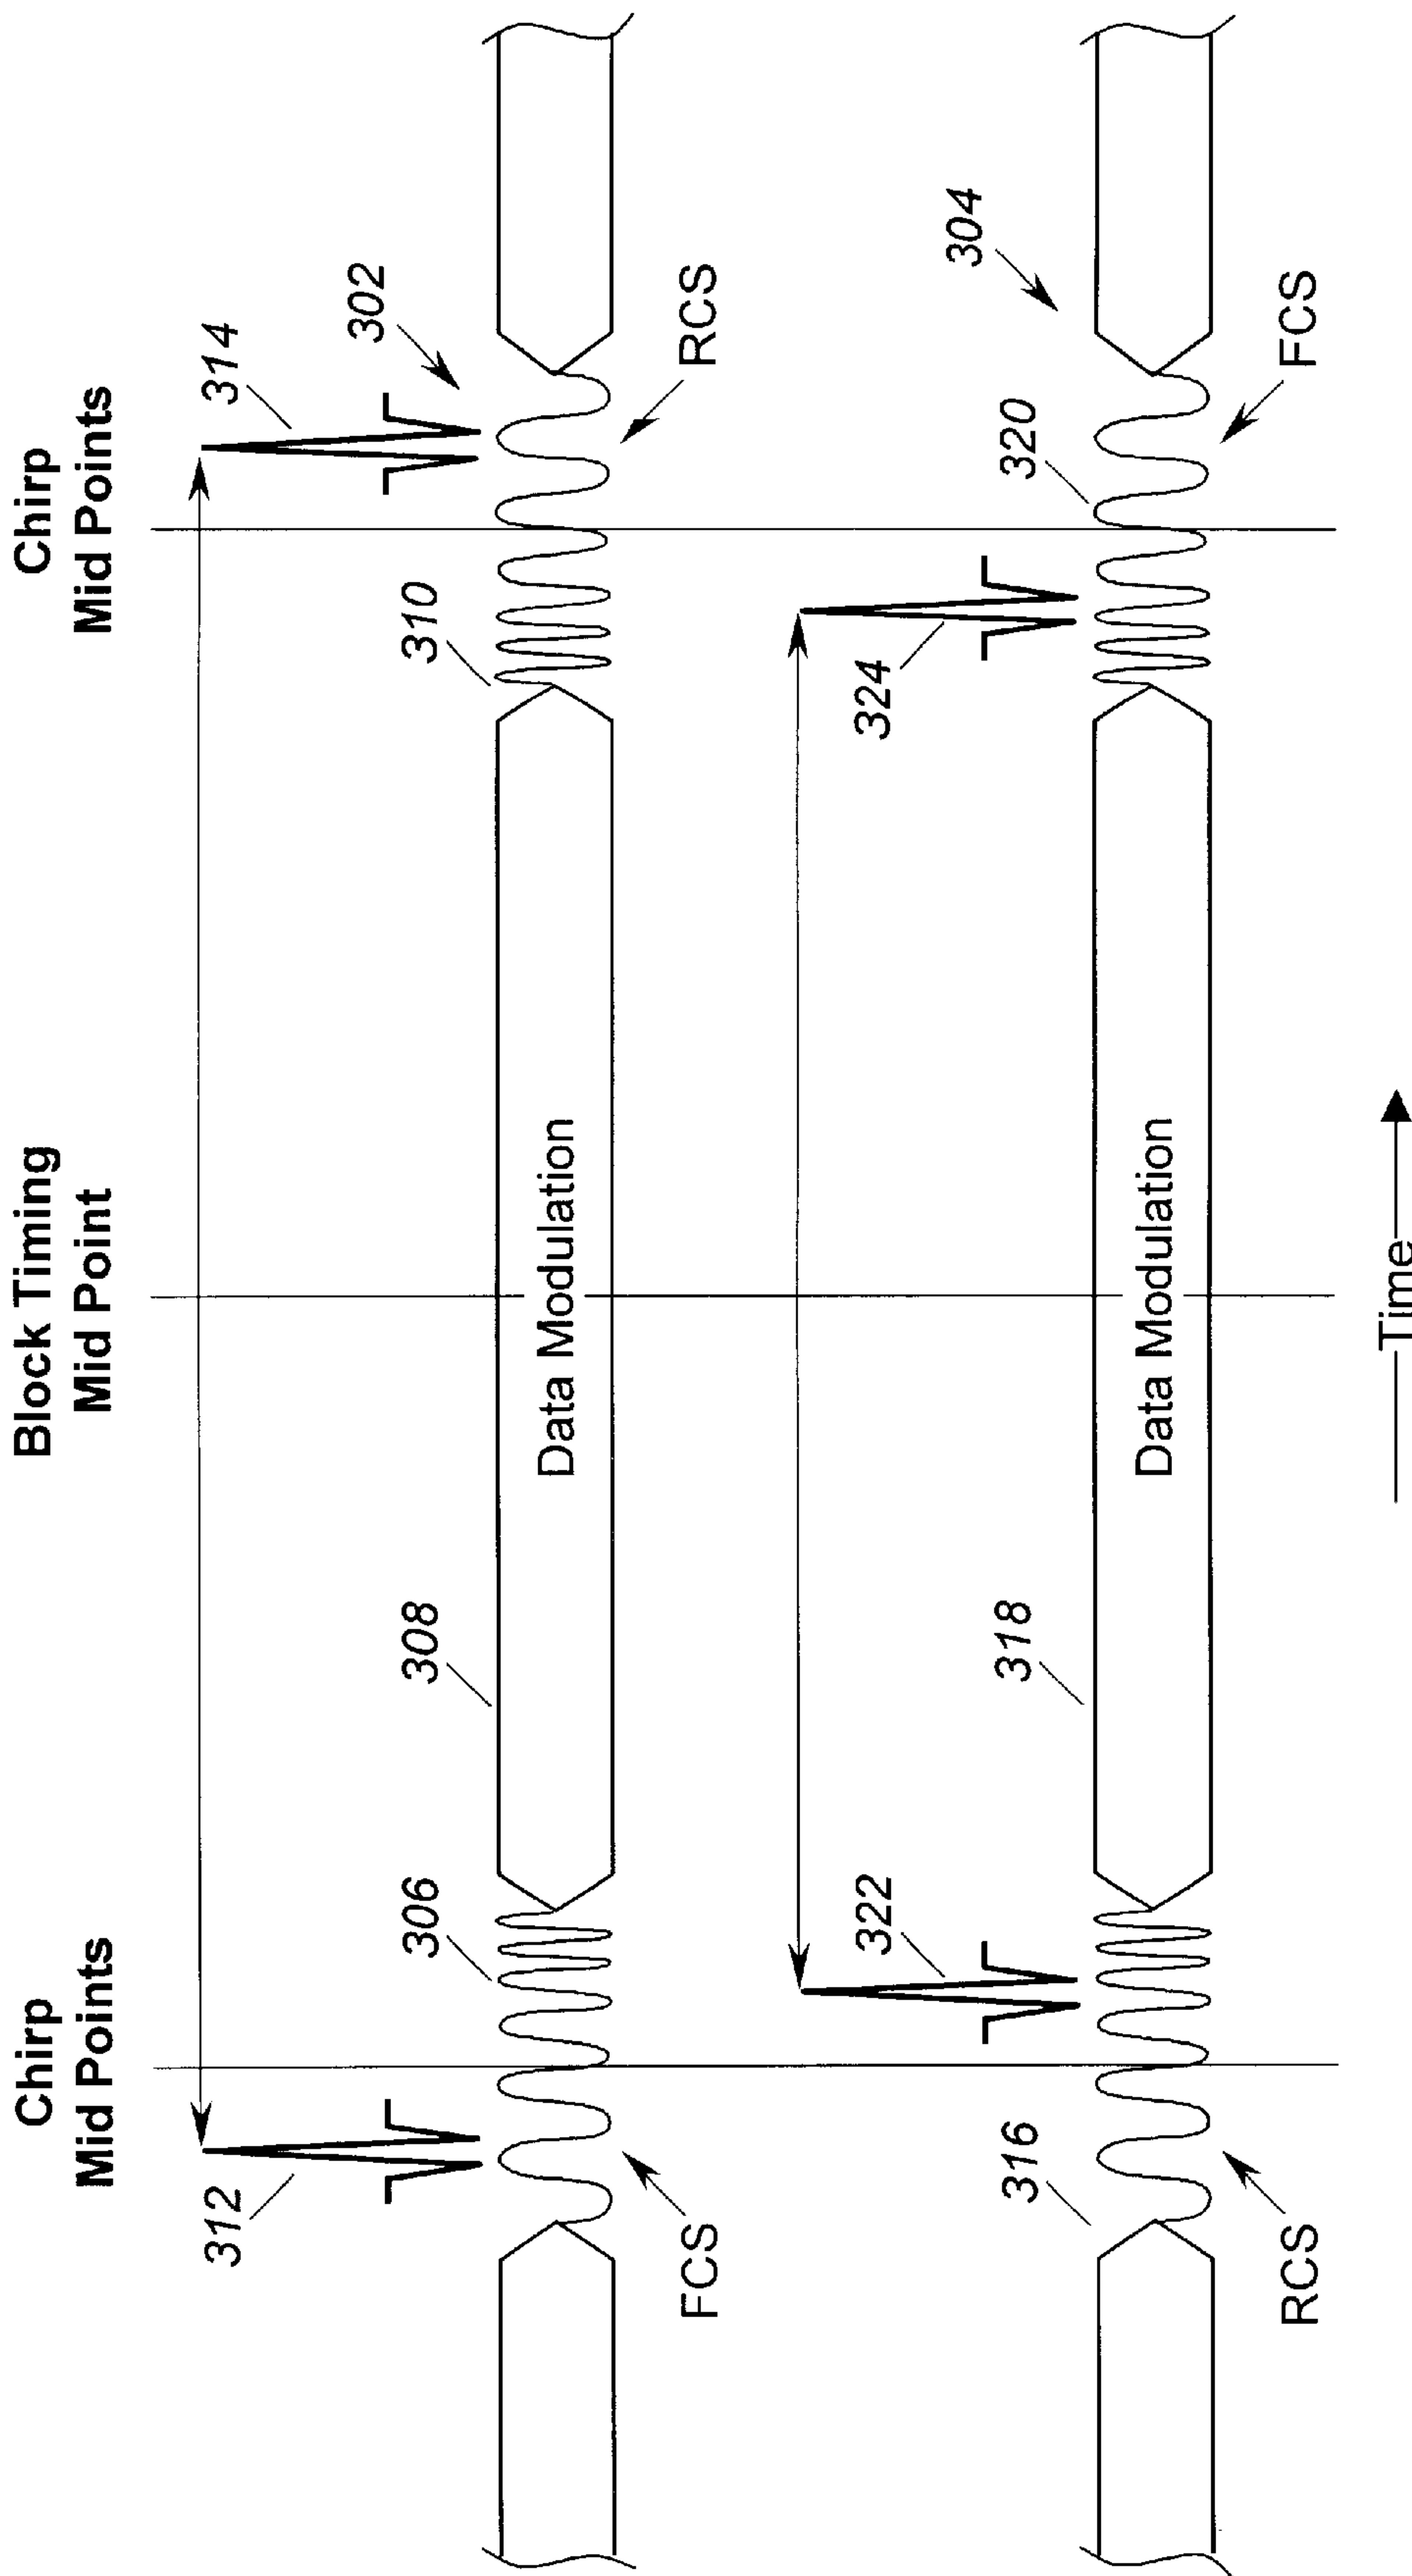 Chirp
Mid Points
Block Timing
Mid Point
Chirp
Mid Points
312
314
302
306
308
310
Data Modulation
FCS
RCS
322
324
304
316
318
320
Data Modulation
RCS
FCS
Time